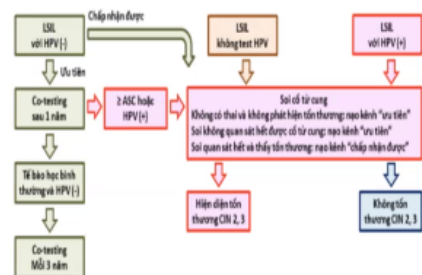 LSIL
với HPV (-)
Chấp nhận được
LSIL
không test HPV
LSIL
với HPV (+)
Ưu tiên
Co-testing
sau 1 năm
≥ ASC hoặc
HPV (+)
Soi cổ tử cung
Không có thai và không phát hiện tổn thương: nạo kênh “ưu tiên”
Soi không quan sát hết được cổ tử cung: nạo kênh “ưu tiên”
Soi quan sát hết và thấy tổn thương: nạo kênh “chấp nhận được”
Tế bào học bình
thường và HPV (-)
Hiện diện tổn
thương CIN 2, 3
Không tổn
thương CIN 2, 3
Co-testing
Mỗi 3 năm